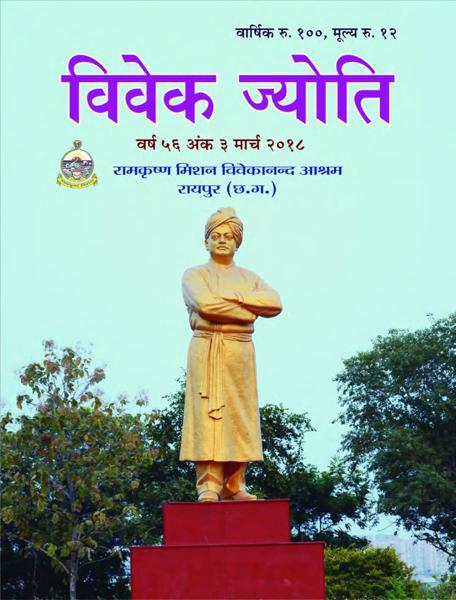 वार्षिक रु. १००, मूल्य रु. १२
विवेक ज्योति
वर्ष ५६ अंक ३ मार्च २०१८
रामकृष्ण मिशन विवेकानन्द आश्रम
रायपुर (छ.ग.)